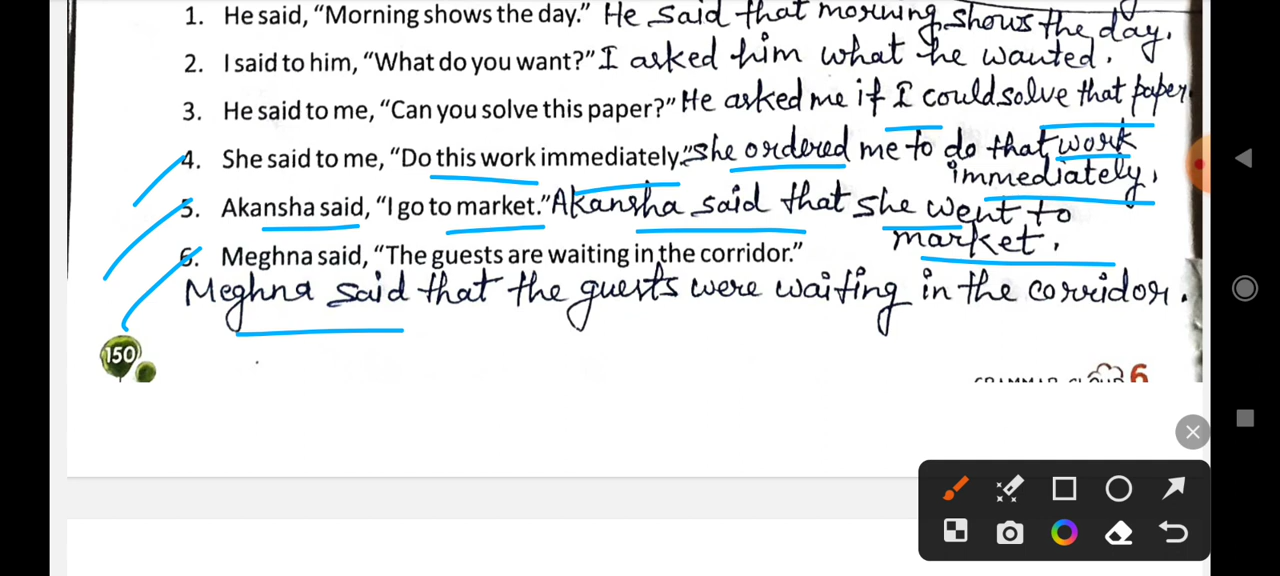 1. He said, “Morning shows the day.” He said that morning shows the day.
2. I said to him, “What do you want?” I asked him what he wanted.
3. He said to me, “Can you solve this paper?” He asked me if I could solve that paper.
4. She said to me, “Do this work immediately.” She ordered me to do that work
immediately.
5. Akansha said, “I go to market.” Akansha said that she went to
market.
6. Meghna said, “The guests are waiting in the corridor.”
Meghna said that the guests were waiting in the corridor.
150
6